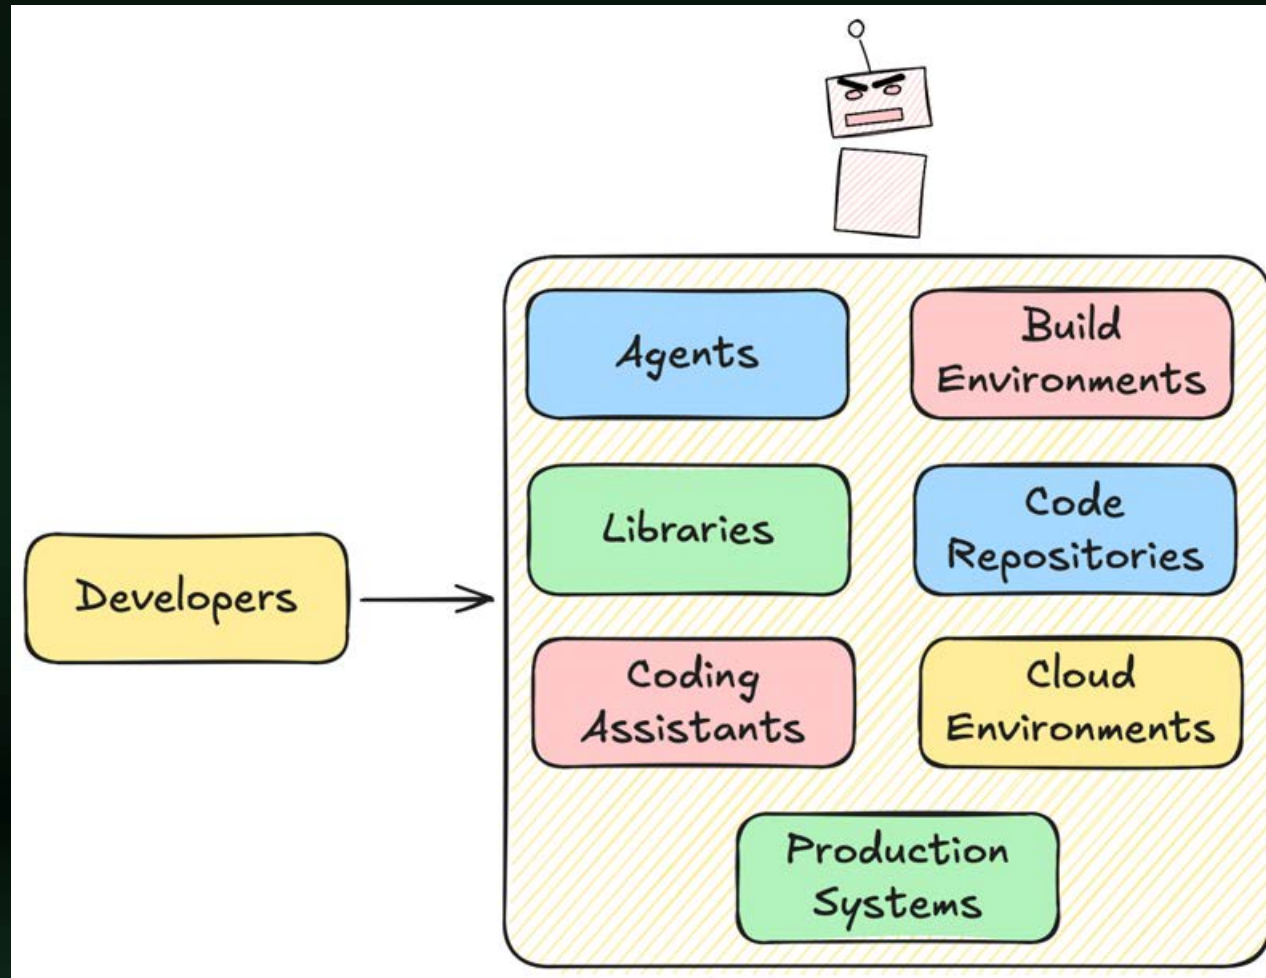 Agents
Build
Environments
Libraries
Code
Repositories
Developers
Coding
Assistants
Cloud
Environments
Production
Systems